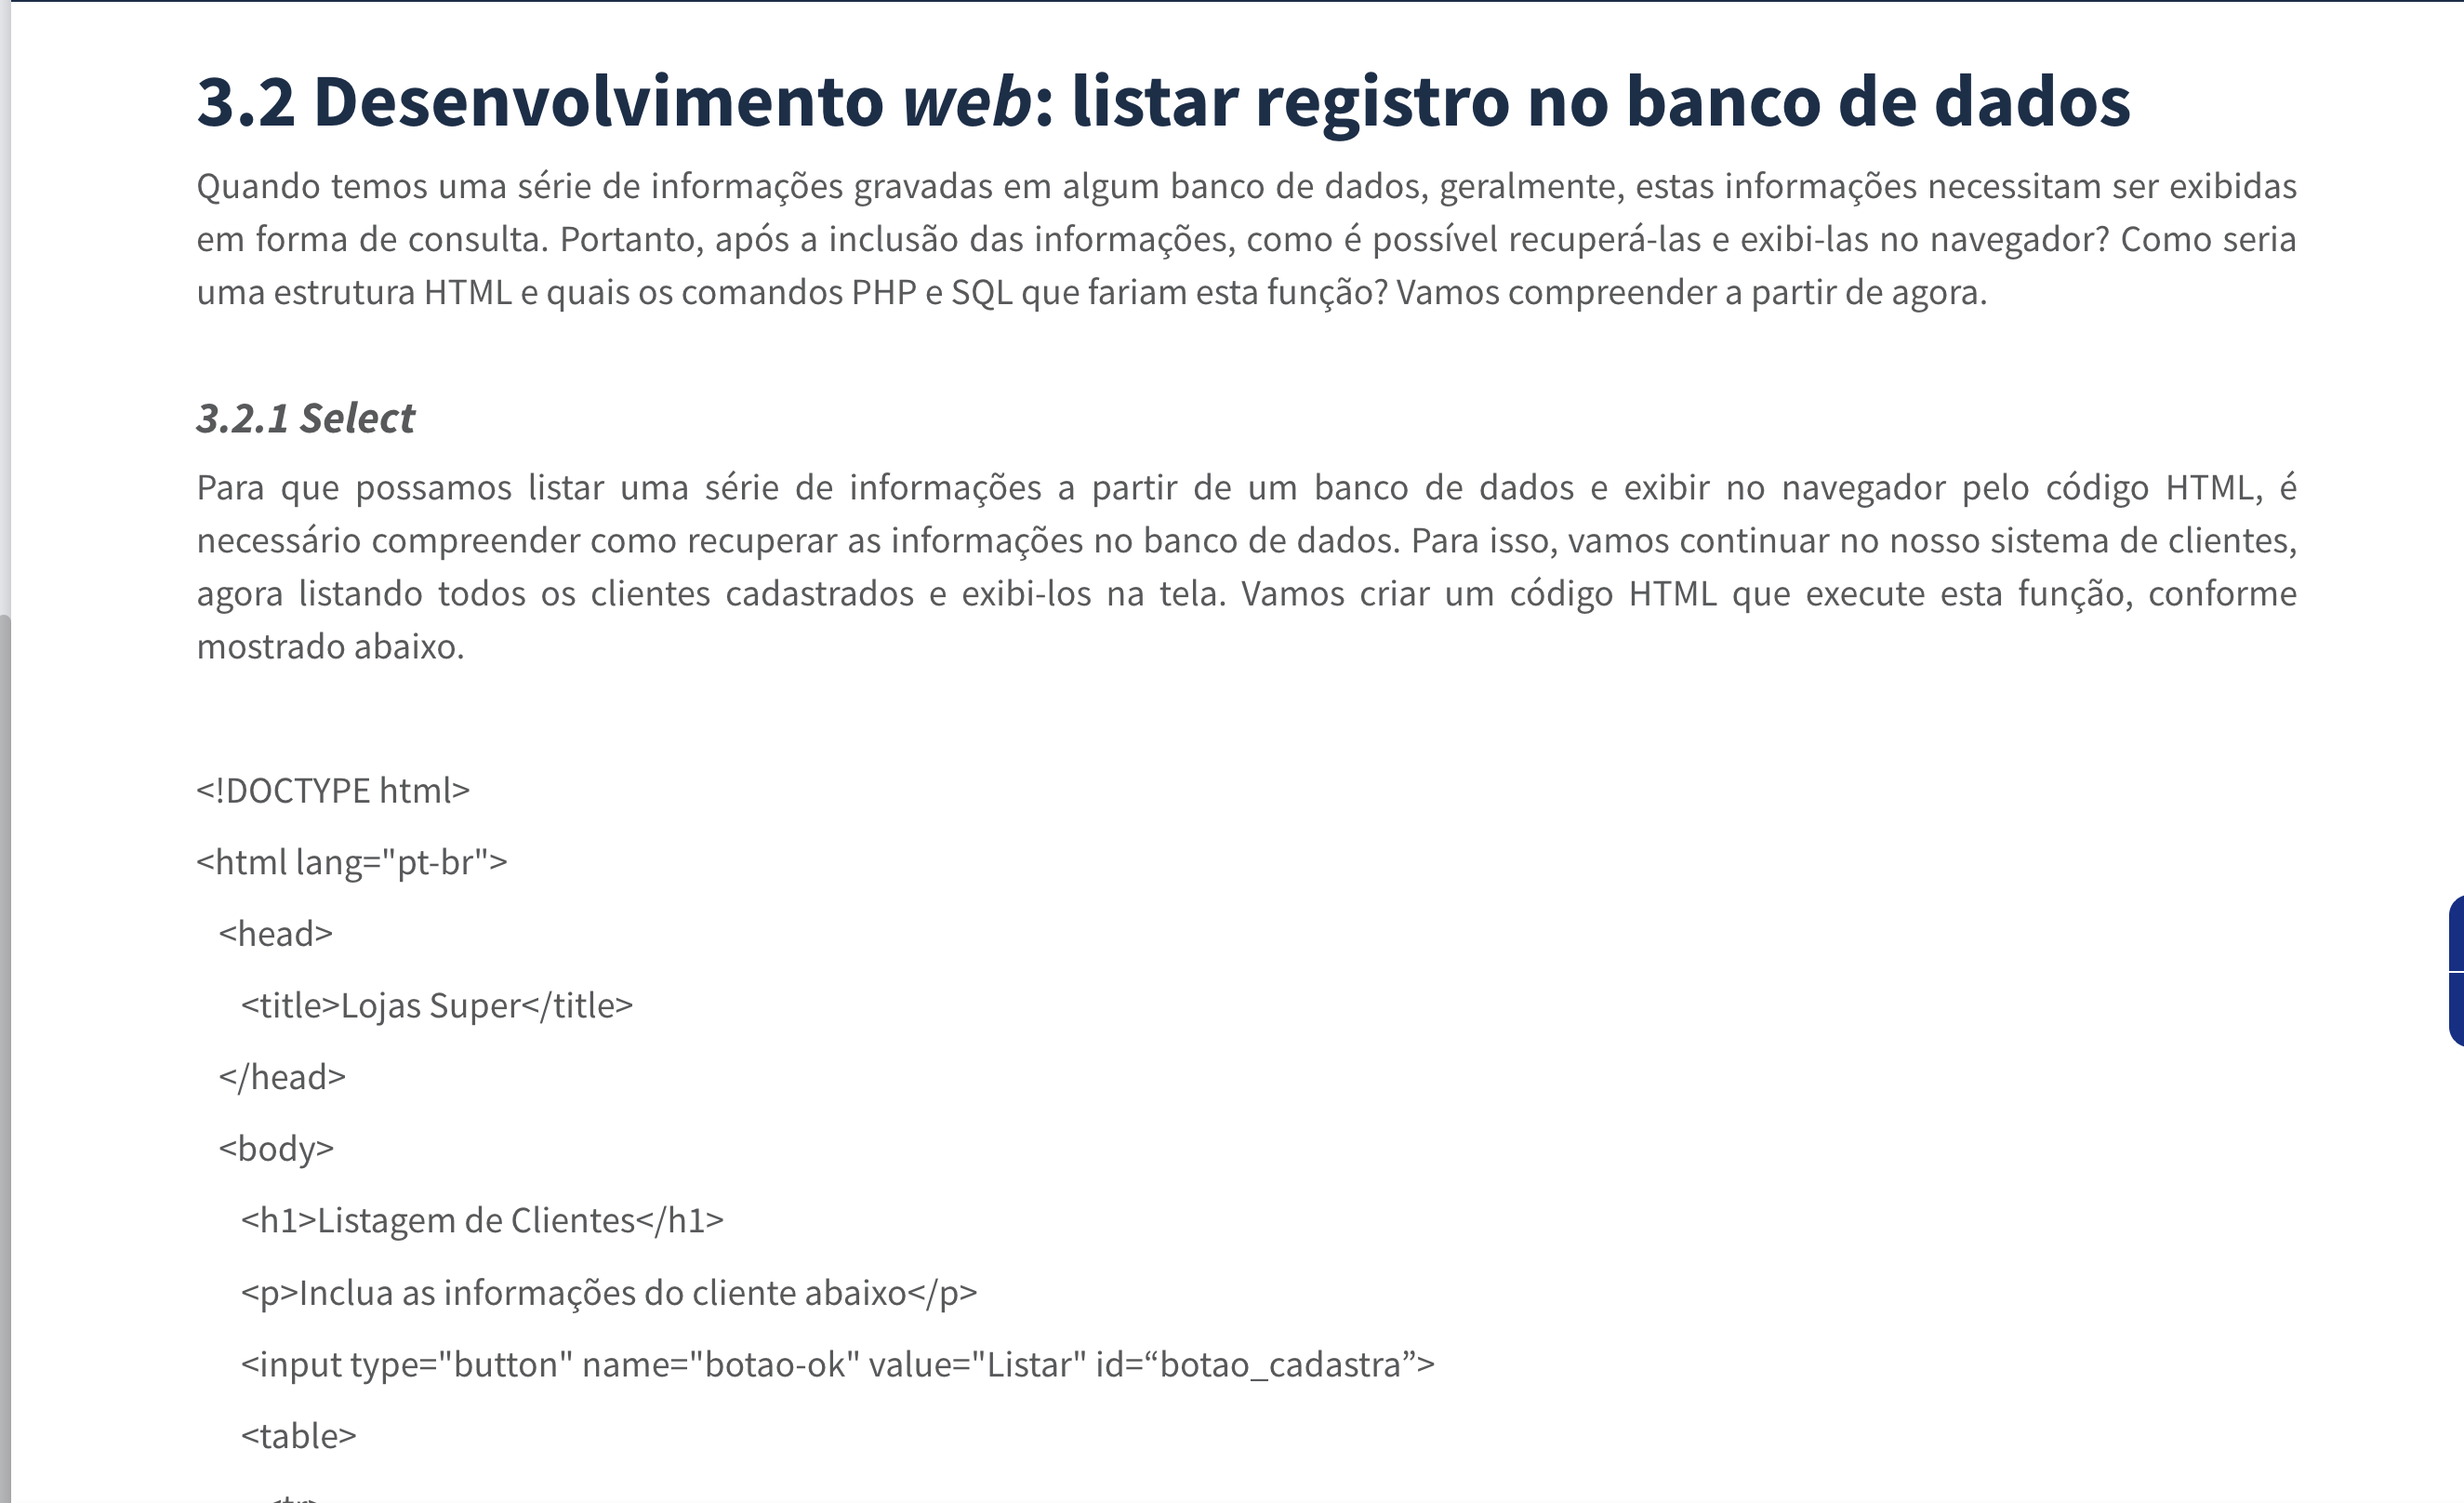 3.2 Desenvolvimento web: listar registro no banco de dados
Quando temos uma série de informações gravadas em algum banco de dados, geralmente, estas informações necessitam ser exibidas
em forma de consulta. Portanto, após a inclusão das informações, como é possível recuperá-las e exibi-las no navegador? Como seria
uma estrutura HTML e quais os comandos PHP e SQL que fariam esta função? Vamos compreender a partir de agora.
3.2.1 Select
Para que possamos listar uma série de informações a partir de um banco de dados e exibir no navegador pelo código HTML, é
necessário compreender como recuperar as informações no banco de dados. Para isso, vamos continuar no nosso sistema de clientes,
agora listando todos os clientes cadastrados e exibi-los na tela. Vamos criar um código HTML que execute esta função, conforme
mostrado abaixo.
<!DOCTYPE html>
<html lang="pt-br">
<head>
<title>Lojas Super</title>
</head>
<body>
<h1>Listagem de Clientes</h1>
<p>Inclua as informações do cliente abaixo</p>
<input type="button" name="botao-ok" value="Listar" id=“botao_cadastra”>
<table>